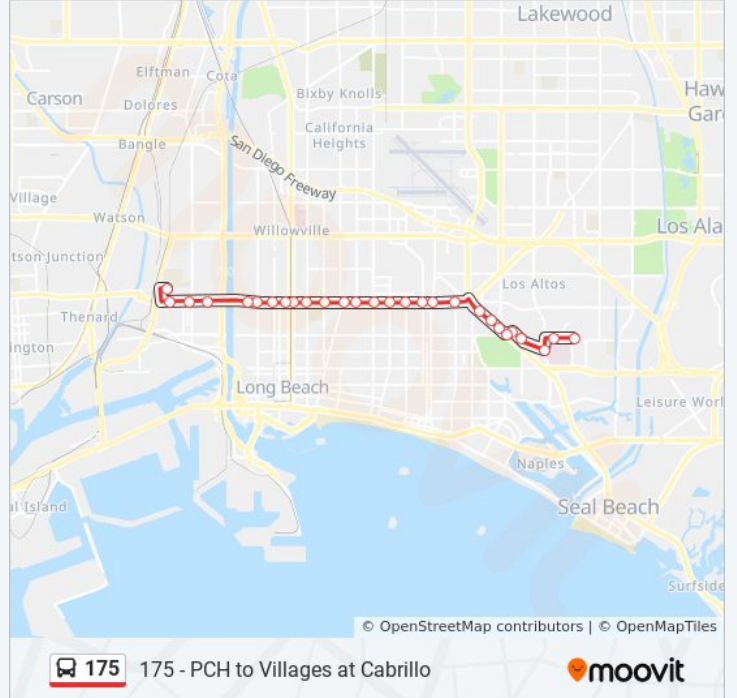 Lakewood
Elftman
Cota
Bixby Knolls
Haw
Carson
Dolores
Gard
California
Heights
Bangle
San Diego Freeway
Village
Watson
Willowville
Los Ala
tson Junction
Los Altos
Thenard
ington
Long Beach
Leisure Worl
Naples
al Island
Seal Beach
Surfside
© OpenStreetMap contributors | © OpenMapTiles
175 175 - PCH to Villages at Cabrillo moovit